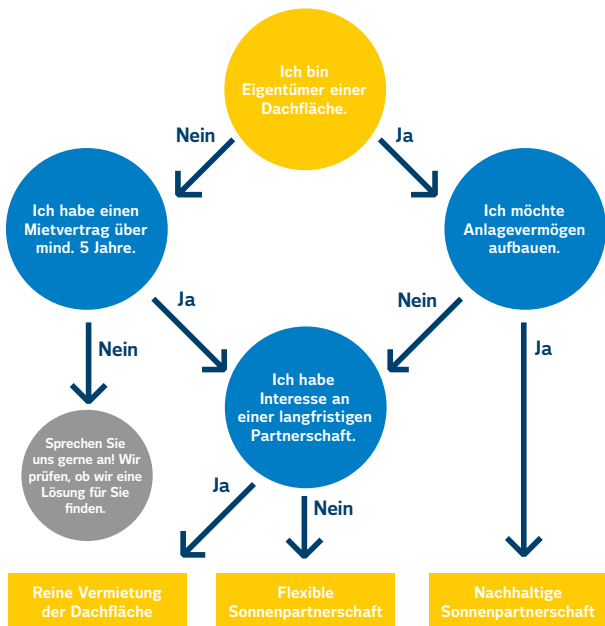 Ich bin
Eigentümer einer
Dachfläche.
Nein
Ja
Ich habe einen
Mietvertrag über
mind. 5 Jahre.
Ich möchte
Anlagevermögen
aufbauen.
Ja
Nein
Nein
Ja
Ich habe
Interesse an
einer langfristigen
Partnerschaft.
Sprechen Sie
uns gerne an! Wir
prüfen, ob wir eine
Lösung für Sie
finden.
Ja
Nein
Reine Vermietung
der Dachfläche
Flexible
Sonnenpartnerschaft
Nachhaltige
Sonnenpartnerschaft